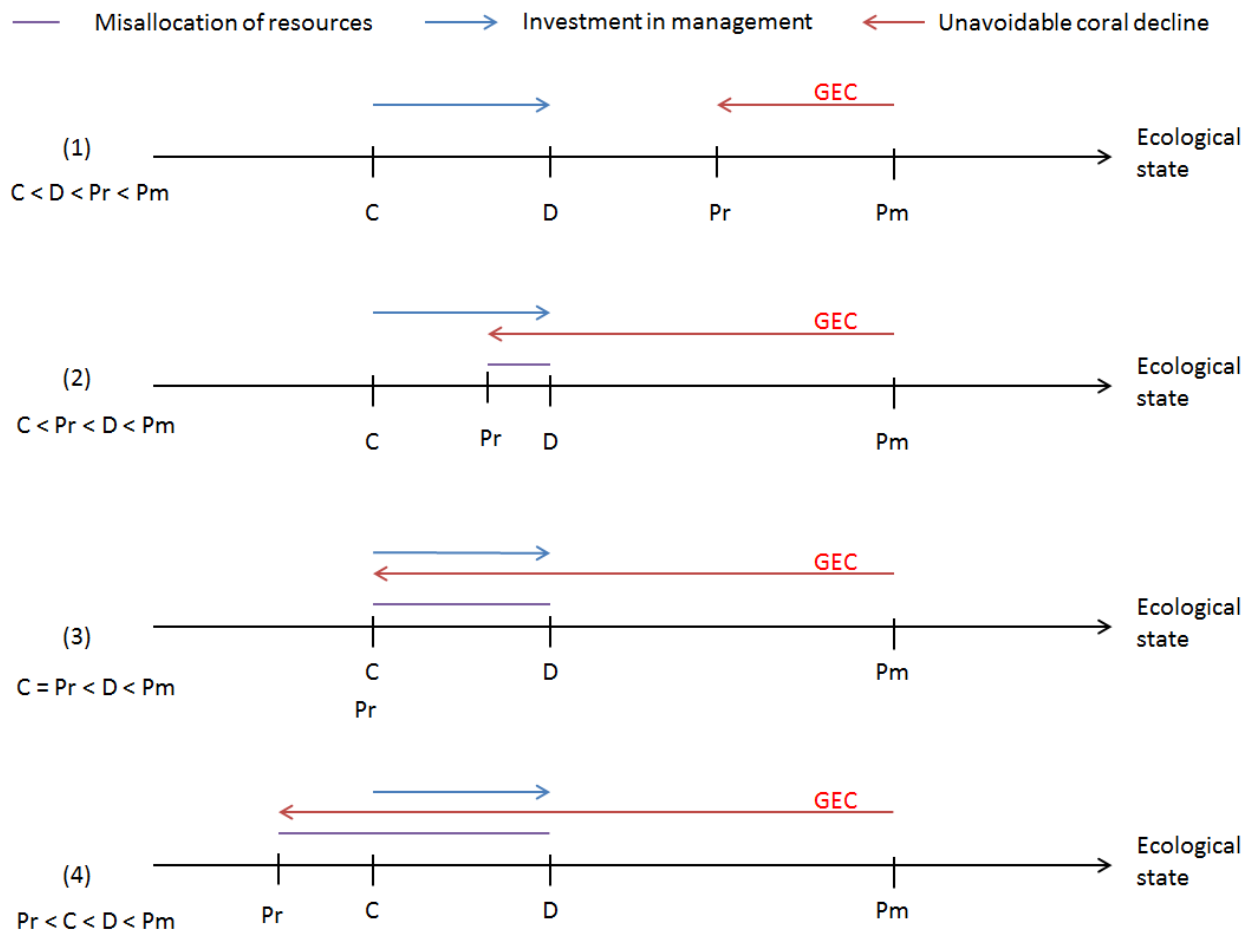 Misallocation of resources Investment in management Unavoidable coral decline
GEC
(1)
Ecological
state
C < D < Pr < Pm
C D Pr Pm
GEC
(2)
Ecological
state
C < Pr < D < Pm
C Pr D Pm
GEC
(3)
Ecological
state
C = Pr < D < Pm
C D Pm
Pr
GEC
(4)
Ecological
state
Pr < C < D < Pm
Pr C D Pm